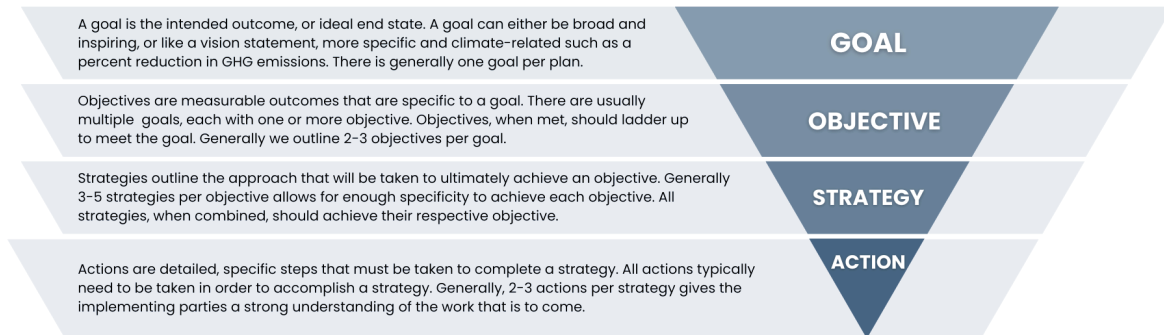 A goal is the intended outcome, or ideal end state. A goal can either be broad and
inspiring, or like a vision statement, more specific and climate-related such as a
percent reduction in GHG emissions. There is generally one goal per plan.
GOAL
Objectives are measurable outcomes that are specific to a goal. There are usually
multiple goals, each with one or more objective. Objectives, when met, should ladder up
to meet the goal. Generally we outline 2-3 objectives per goal.
OBJECTIVE
Strategies outline the approach that will be taken to ultimately achieve an objective. Generally
3-5 strategies per objective allows for enough specificity to achieve each objective. All
strategies, when combined, should achieve their respective objective.
STRATEGY
Actions are detailed, specific steps that must be taken to complete a strategy. All actions typically
need to be taken in order to accomplish a strategy. Generally, 2-3 actions per strategy gives the
implementing parties a strong understanding of the work that is to come.
ACTION